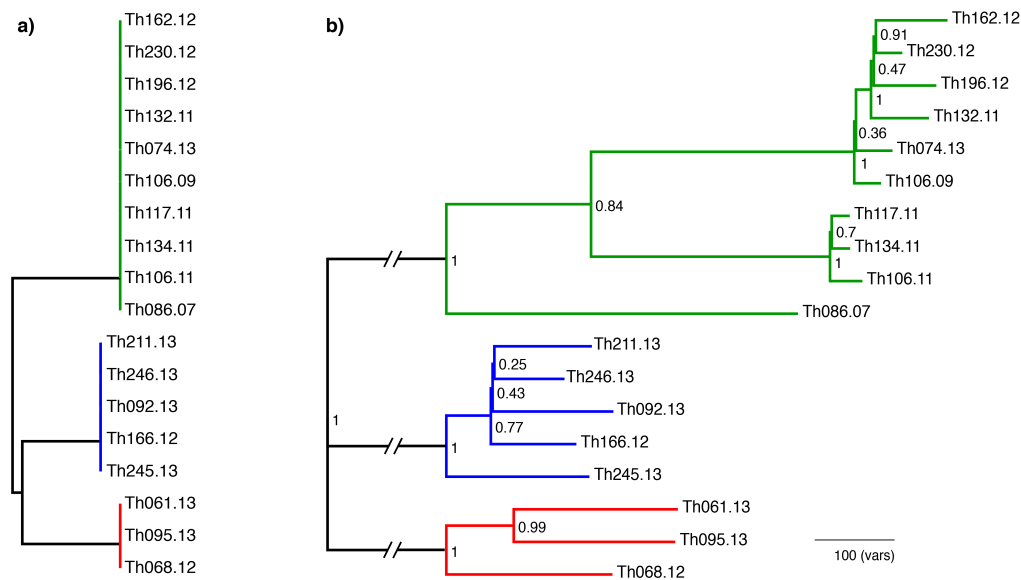 a)
Th162.12
Th230.12
Th196.12
Th132.11
Th074.13
Th106.09
Th117.11
Th134.11
Th106.11
Th086.07
Th211.13
Th246.13
Th092.13
Th166.12
Th245.13
Th061.13
Th095.13
Th068.12
b)
Th162.12
0.91
Th230.12
0.47
Th196.12
1
Th132.11
0.36
Th074.13
1
Th106.09
0.84
Th117.11
0.7
Th134.11
1
1
Th106.11
Th086.07
Th211.13
0.25
Th246.13
0.43
Th092.13
1
0.77
Th166.12
1
Th245.13
Th061.13
0.99
Th095.13
1
Th068.12
100 (vars)